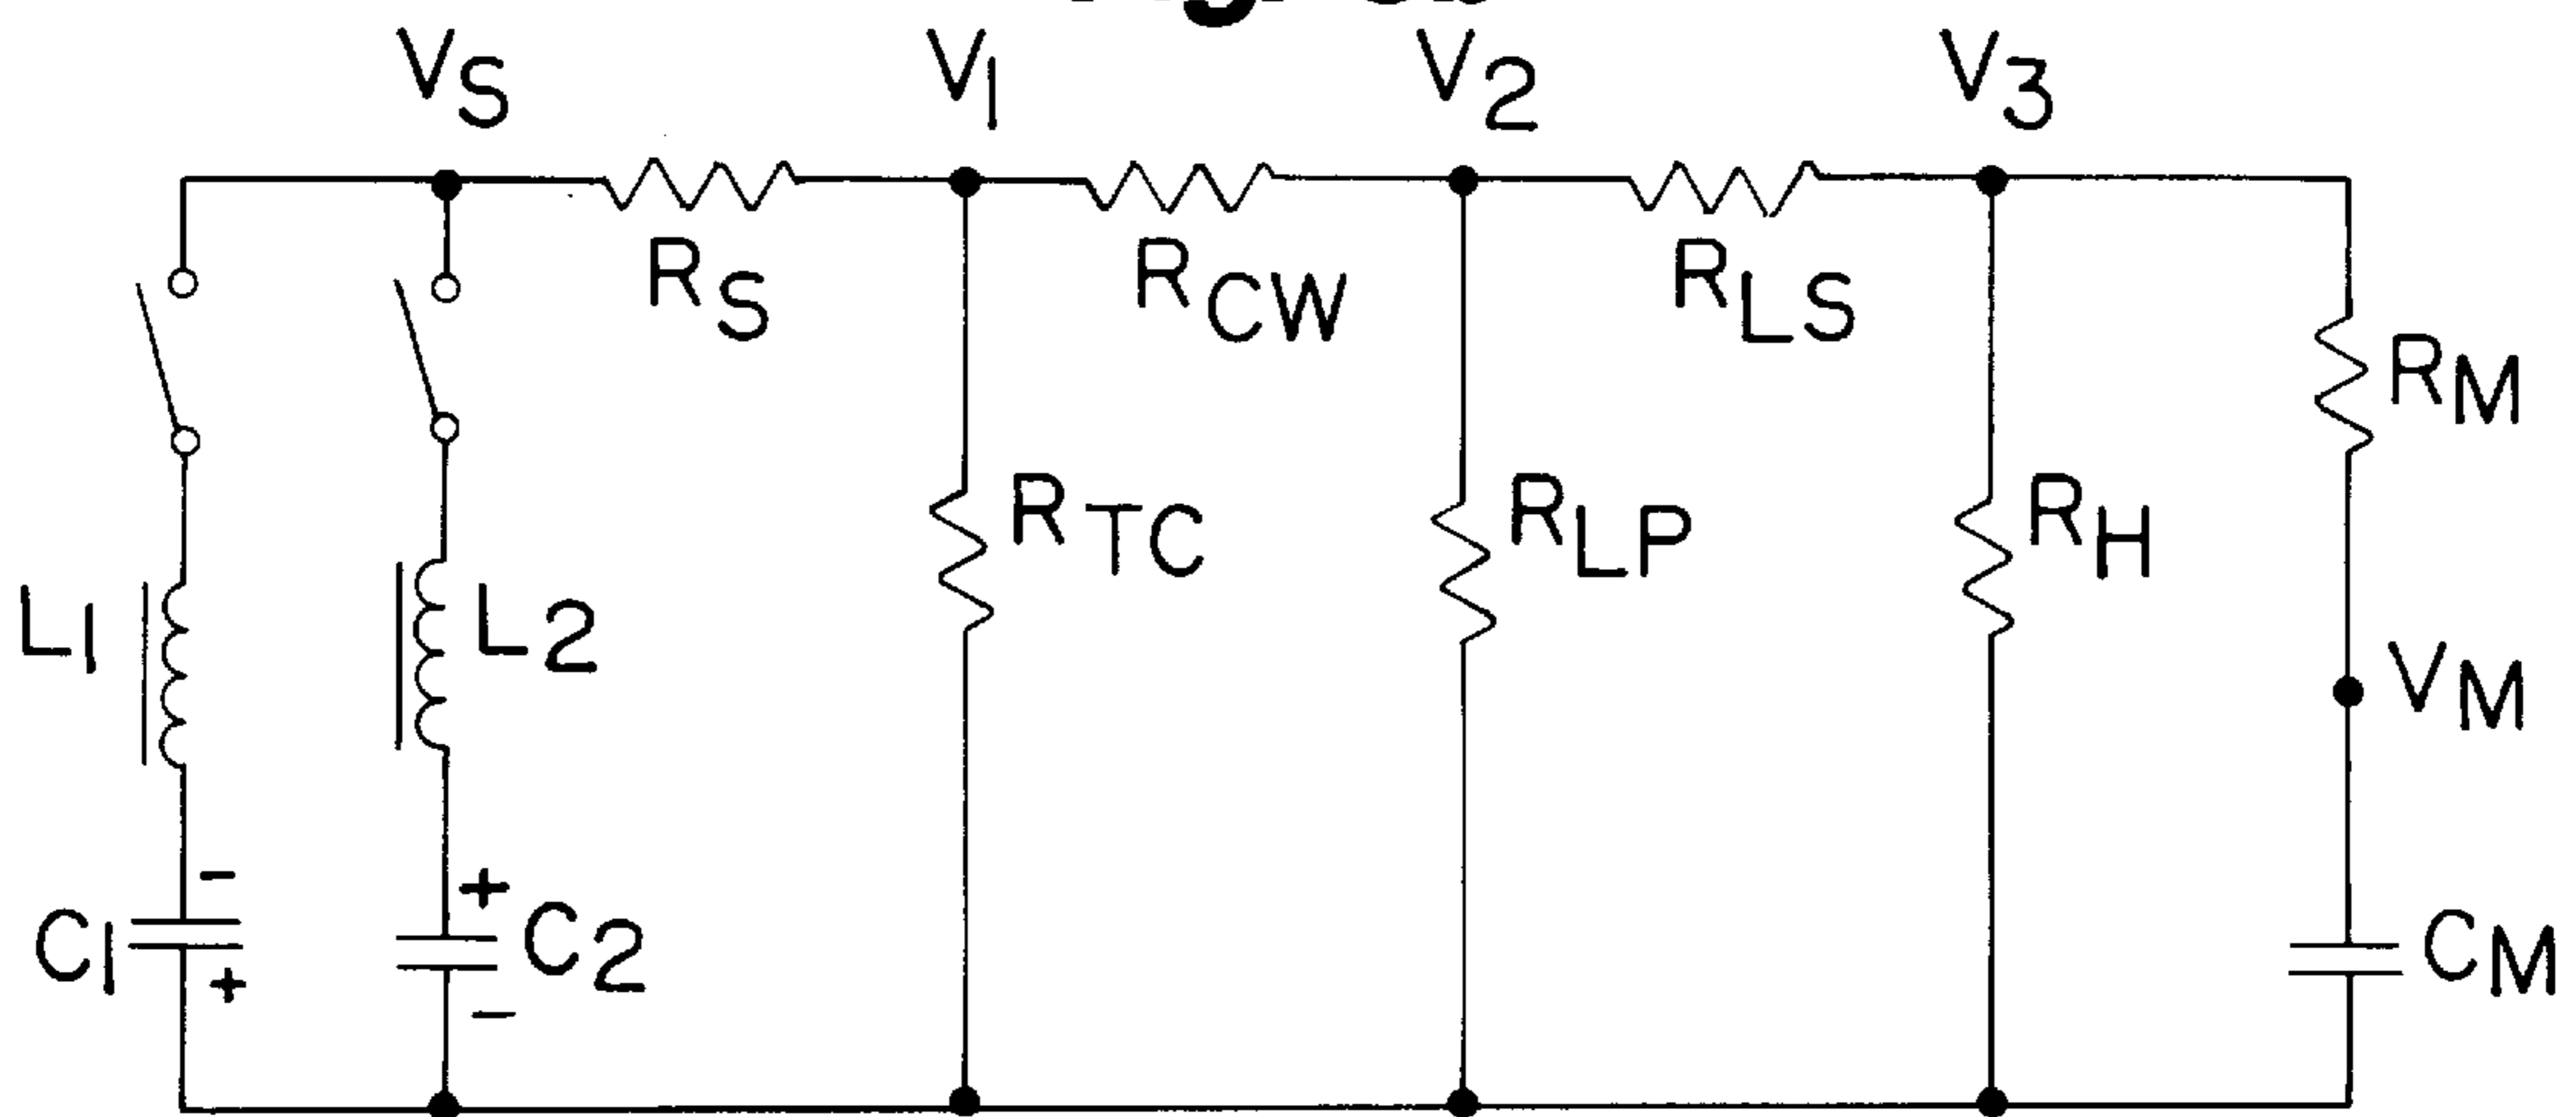 VS V1 V2 V3
RS RCW RLS
RM
RTC RLP RH
L1 L2
VM
- +
C1 C2 CM
+ -